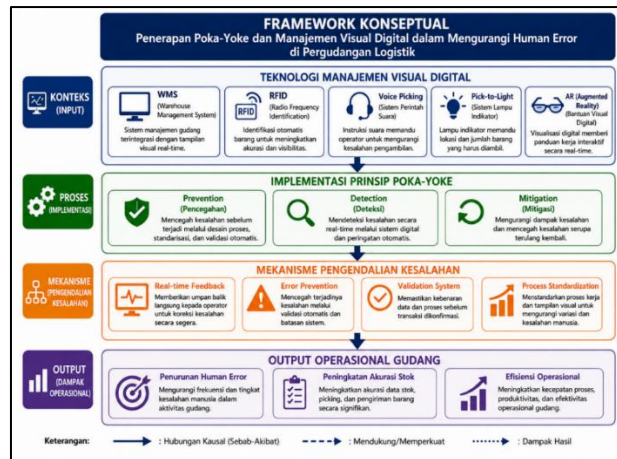 FRAMEWORK KONSEPTUAL
Penerapan Poka-Yoke dan Manajemen Visual Digital dalam Mengurangi Human Error
di Pergudangan Logistik
KONTEKS
(INPUT)
TEKNOLOGI MANAJEMEN VISUAL DIGITAL
WMS
(Warehouse
Management System)
Sistem manajemen gudang
terintegrasi dengan tampilan
visual real-time.
RFID
RFID
(Radio Frequency
Identification)
Identifikasi otomatis
barang untuk meningkatkan
akurasi dan visibilitas.
Voice Picking
(Sistem Perintah
Suara)
Instruksi suara memandu
operator untuk mengurangi
kesalahan pengambilan.
Pick-to-Light
(Sistem Lampu
Indikator)
Lampu indikator memandu
lokasi dan jumlah barang
yang harus diambil.
AR (Augmented
Reality)
(Bantuan Visual
Digital)
Visualisasi digital memberi
panduan kerja interaktif
secara real-time.
PROSES
(IMPLEMENTASI)
IMPLEMENTASI PRINSIP POKA-YOKE
Prevention
(Pencegahan)
Mencegah kesalahan sebelum
terjadi melalui desain proses,
standarisasi, dan validasi otomatis.
Detection
(Deteksi)
Mendeteksi kesalahan secara
real-time melalui sistem digital
dan peringatan otomatis.
Mitigation
(Mitigasi)
Mengurangi dampak kesalahan
dan mencegah kesalahan serupa
terulang kembali.
MEKANISME
(PENGENDALIAN
KESALAHAN)
MEKANISME PENGENDALIAN KESALAHAN
Real-time Feedback
Memberikan umpan balik
langsung kepada operator
untuk koreksi kesalahan
secara segera.
Error Prevention
Mencegah terjadinya
kesalahan melalui
validasi otomatis dan
batasan sistem.
Validation System
Memastikan kebenaran
data dan proses sebelum
transaksi dikonfirmasi.
Process Standardization
Menstandarkan proses kerja
dan tampilan visual untuk
mengurangi variasi dan
kesalahan manusia.
OUTPUT
(DAMPAK
OPERASIONAL)
OUTPUT OPERASIONAL GUDANG
Penurunan Human Error
Mengurangi frekuensi dan tingkat
kesalahan manusia dalam
aktivitas gudang.
Peningkatan Akurasi Stok
Meningkatkan akurasi data stok,
picking, dan pengiriman barang
secara signifikan.
Efisiensi Operasional
Meningkatkan kecepatan proses,
produktivitas, dan efektivitas
operasional gudang.
Keterangan:
: Hubungan Kausal (Sebab-Akibat)
: Mendukung/Memperkuat
: Dampak Hasil